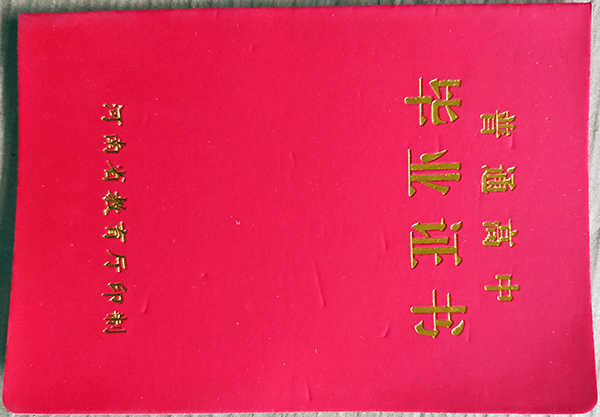 普通高中
毕业证书
河南省教育厅印制